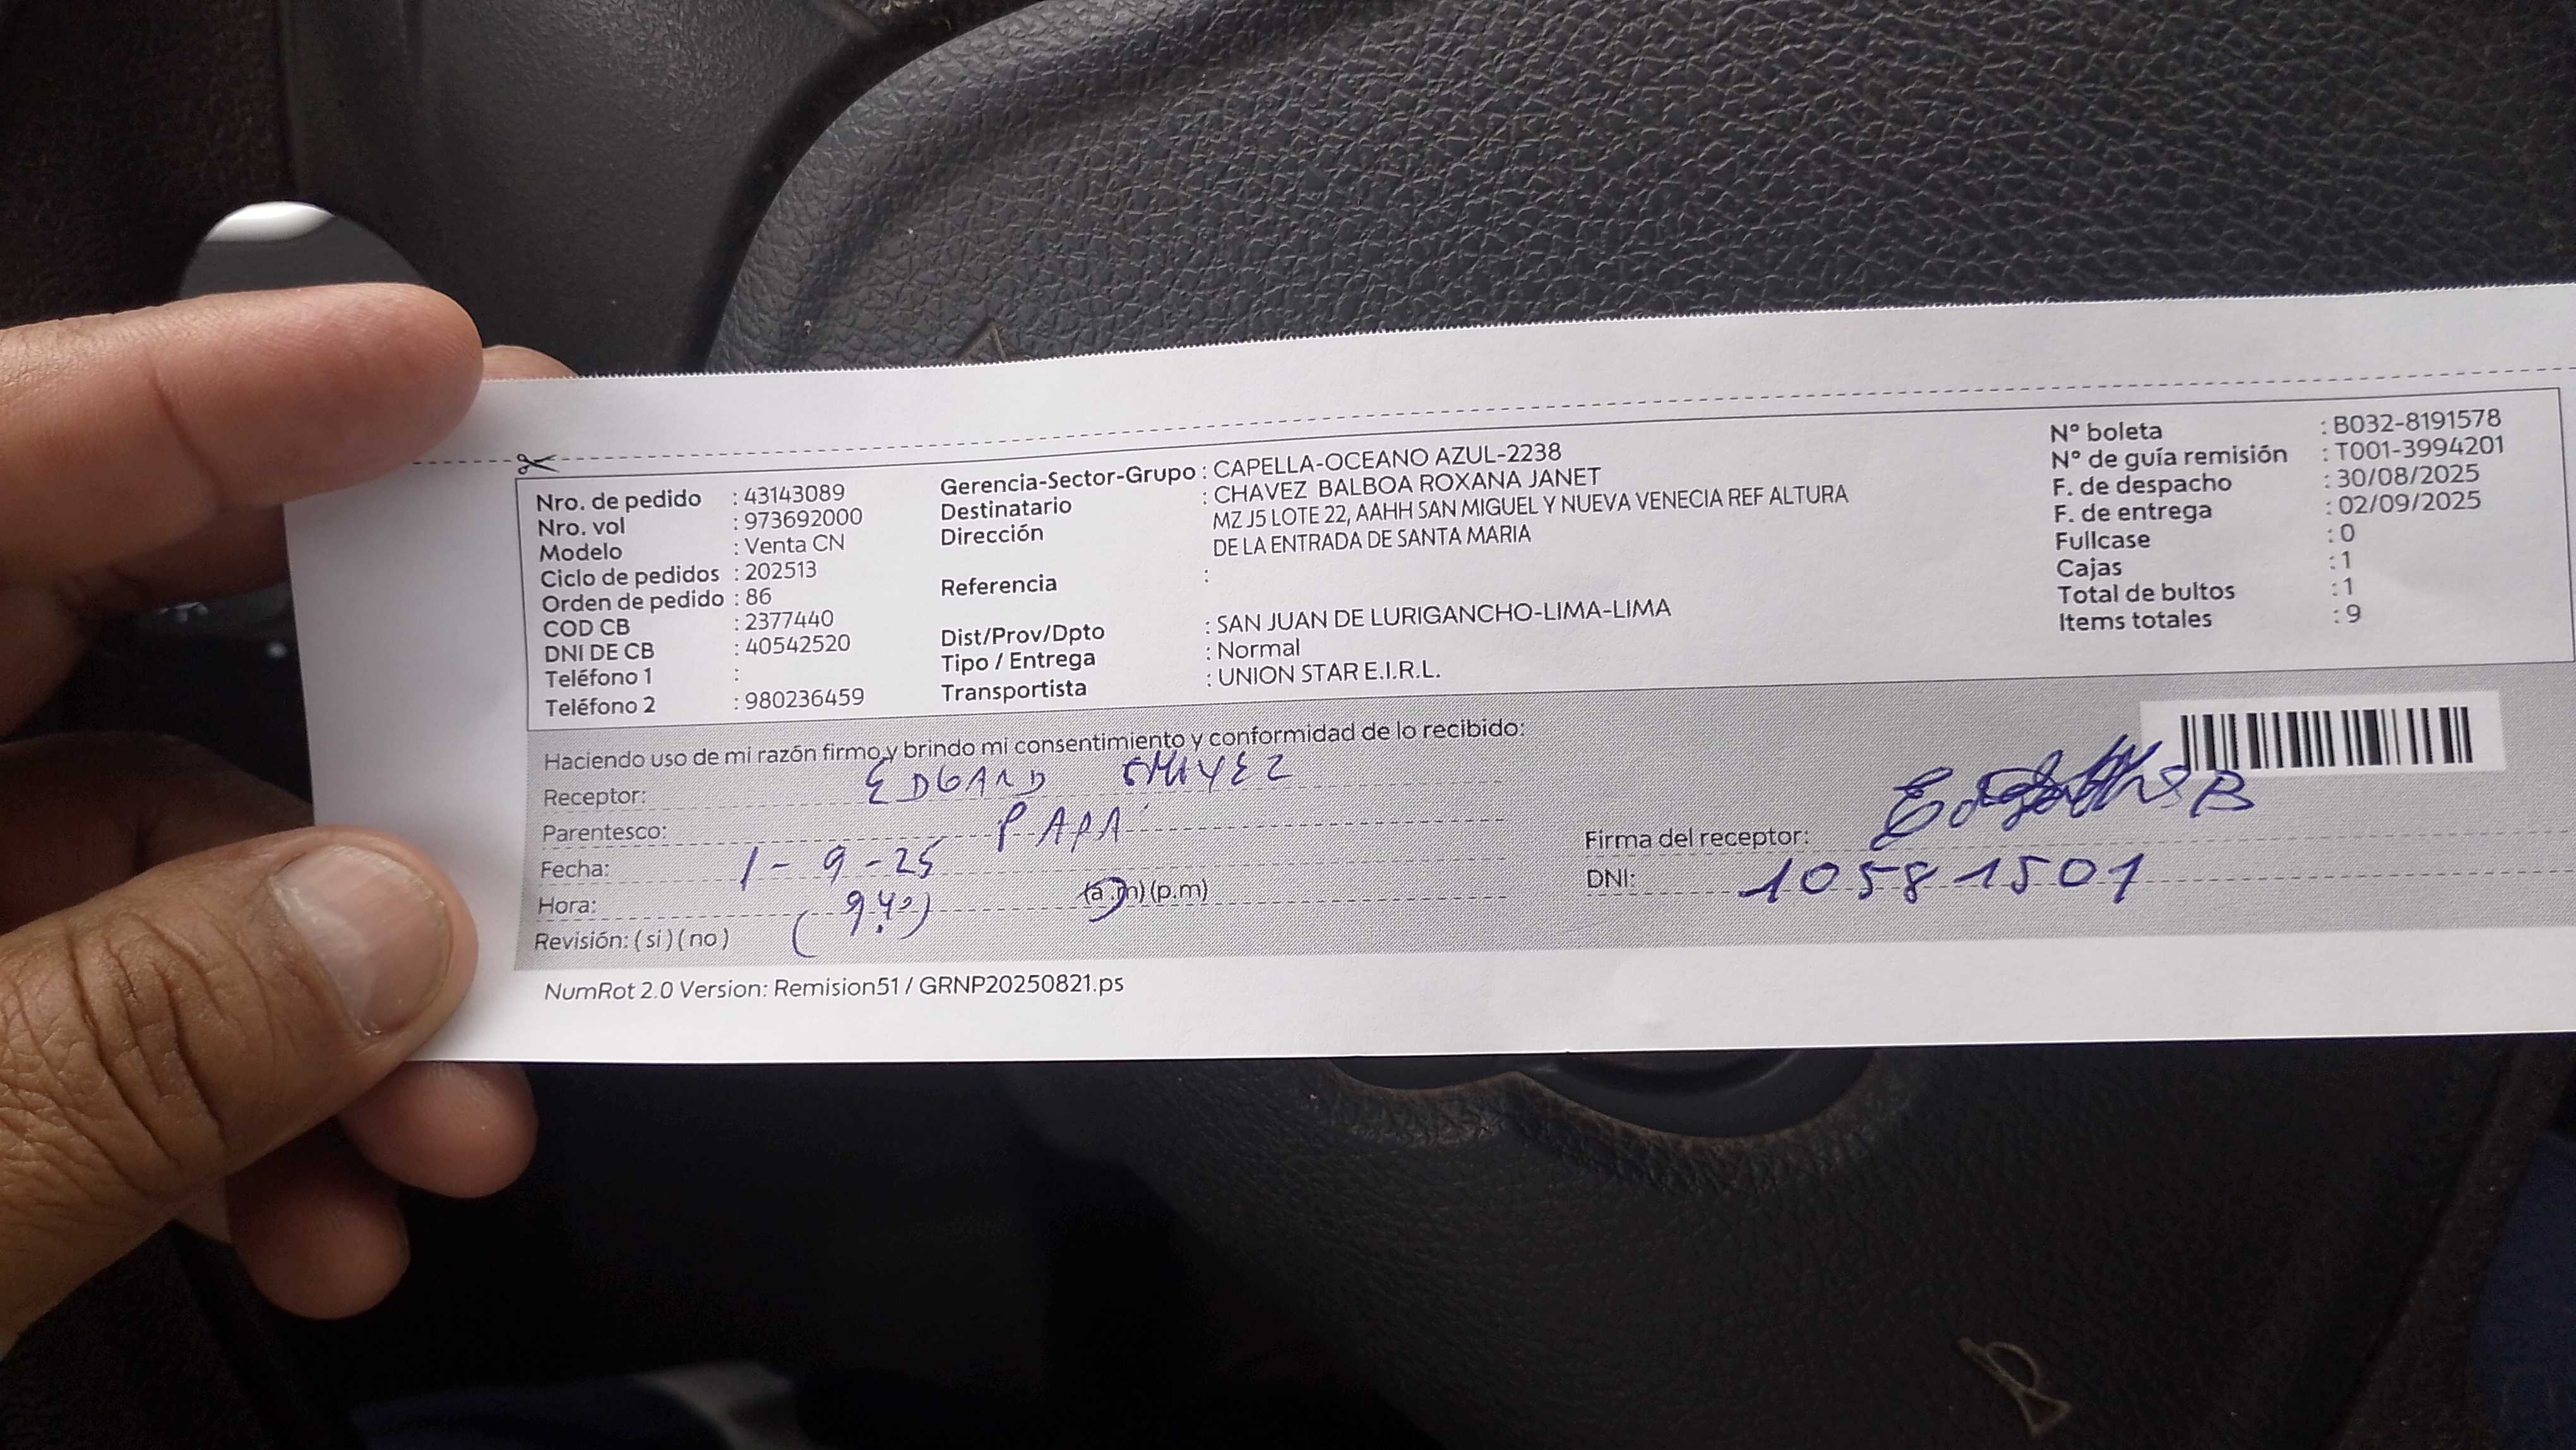 Nro. de pedido : 43143089
Nro. vol : 973692000
Modelo : Venta CN
Ciclo de pedidos : 202513
Orden de pedido : 86
COD CB : 2377440
DNI DE CB : 40542520
Teléfono 1 :
Teléfono 2 : 980236459
Gerencia-Sector-Grupo : CAPELLA-OCEANO AZUL-2238
Destinatario : CHAVEZ BALBOA ROXANA JANET
Dirección MZ J5 LOTE 22, AAHH SAN MIGUEL Y NUEVA VENECIA REF ALTURA
DE LA ENTRADA DE SANTA MARIA
Referencia :
Dist/Prov/Dpto : SAN JUAN DE LURIGANCHO-LIMA-LIMA
Tipo / Entrega : Normal
Transportista : UNION STAR E.I.R.L.
N° boleta : B032-8191578
N° de guía remisión : T001-3994201
F. de despacho : 30/08/2025
F. de entrega : 02/09/2025
Fullcase : 0
Cajas : 1
Total de bultos : 1
Items totales : 9
Haciendo uso de mi razón firmo y brindo mi consentimiento y conformidad de lo recibido:
Receptor: EDGARD
Parentesco: PAPA
Fecha: 1-9-25
Hora: (9.40) (a.m)(p.m)
Revisión: (si)(no)
Firma del receptor:
DNI: 10581501
NumRot 2.0 Version: Remision51 / GRNP20250821.ps